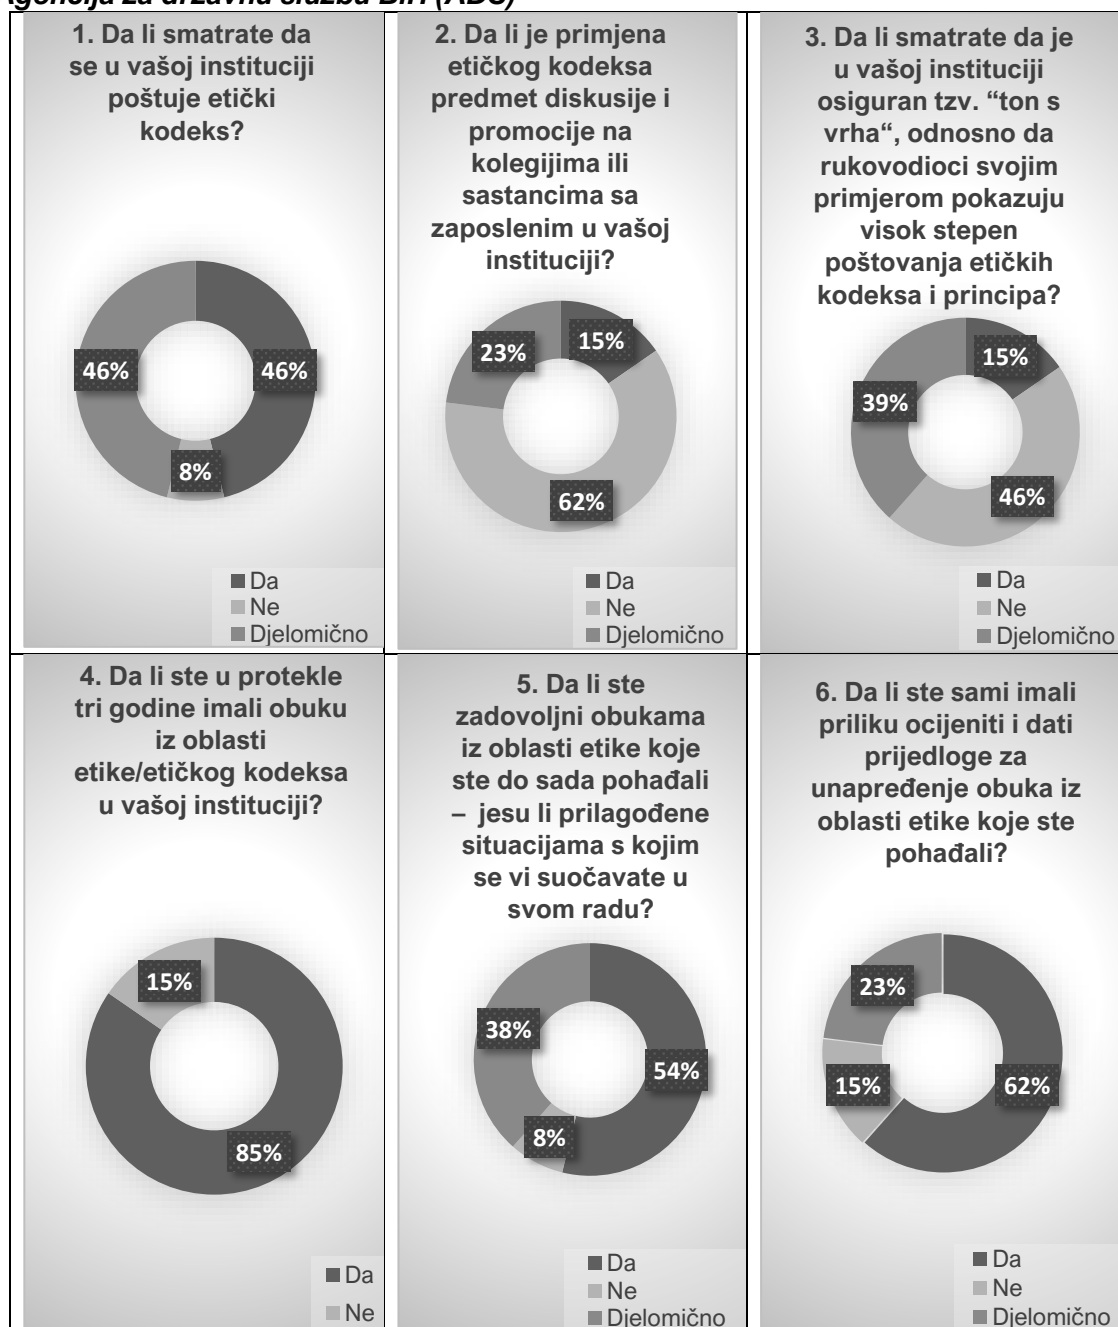 Agencija za državnu službu BiH (ADS)
1. Da li smatrate da
se u vašoj instituciji
poštuje etički
kodeks?
46%
46%
8%
Da
Ne
Djelomično
2. Da li je primjena
etičkog kodeksa
predmet diskusije i
promocije na
kolegijima ili
sastancima sa
zaposlenim u vašoj
instituciji?
23%
15%
62%
Da
Ne
Djelomično
3. Da li smatrate da je
u vašoj instituciji
osiguran tzv. “ton s
vrha“, odnosno da
rukovodioci svojim
primjerom pokazuju
visok stepen
poštovanja etičkih
kodeksa i principa?
15%
39%
46%
Da
Ne
Djelomično
4. Da li ste u protekle
tri godine imali obuku
iz oblasti
etike/etičkog kodeksa
u vašoj instituciji?
15%
85%
Da
Ne
5. Da li ste
zadovoljni obukama
iz oblasti etike koje
ste do sada pohađali
– jesu li prilagođene
situacijama s kojim
se vi suočavate u
svom radu?
38%
54%
8%
Da
Ne
Djelomično
6. Da li ste sami imali
priliku ocijeniti i dati
prijedloge za
unapređenje obuka iz
oblasti etike koje ste
pohađali?
23%
15%
62%
Da
Ne
Djelomično